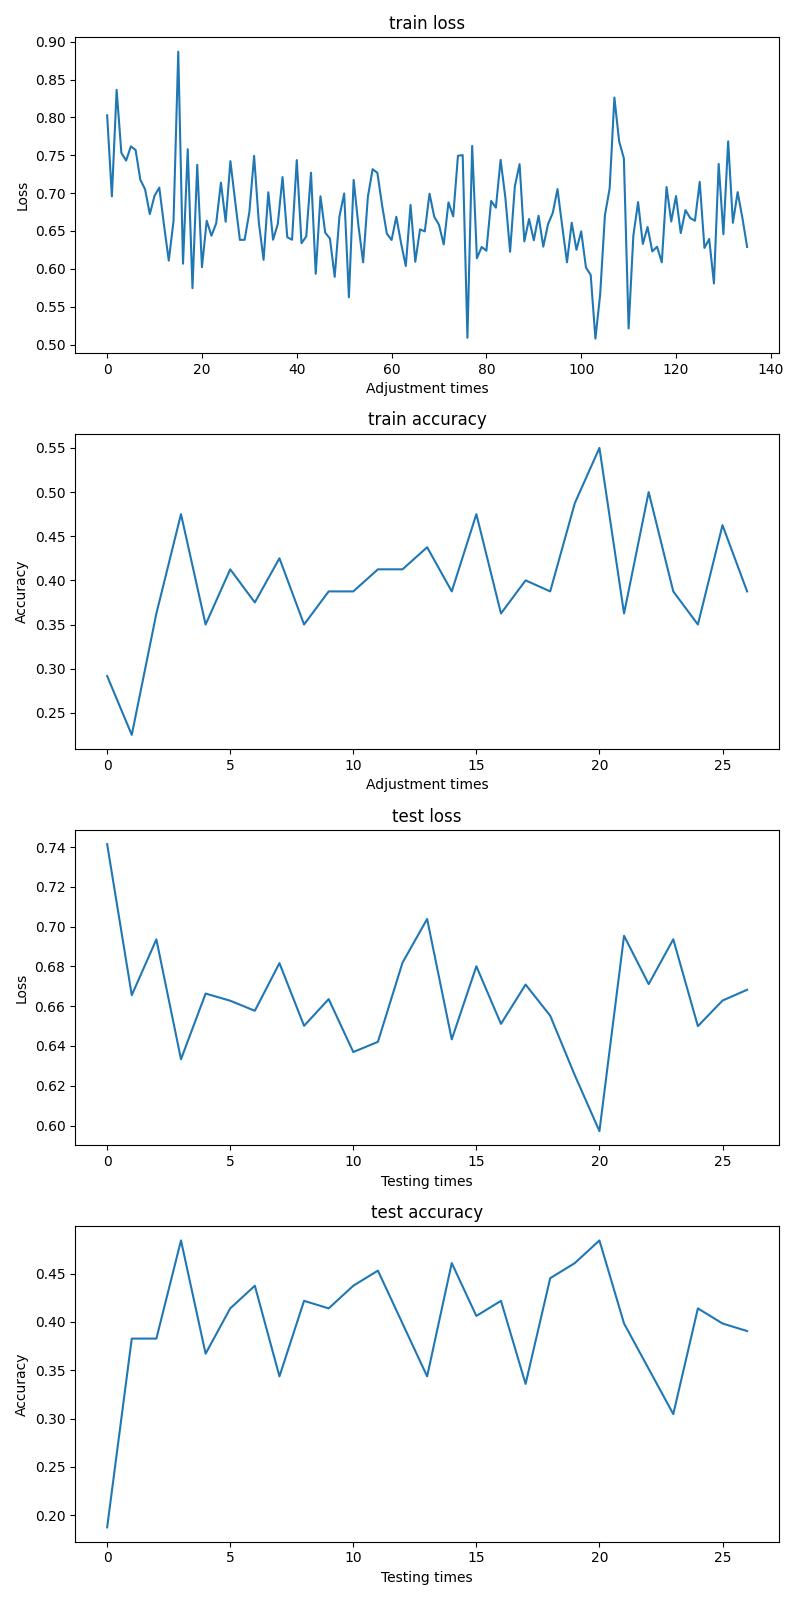 train loss
0.90
0.85
0.80
0.75
0.70
0.65
0.60
0.55
0.50
Loss
0 20 40 60 80 100 120 140
Adjustment times
train accuracy
0.55
0.50
0.45
0.40
0.35
0.30
0.25
Accuracy
0 5 10 15 20 25
Adjustment times
test loss
0.74
0.72
0.70
0.68
0.66
0.64
0.62
0.60
Loss
0 5 10 15 20 25
Testing times
test accuracy
0.45
0.40
0.35
0.30
0.25
0.20
Accuracy
0 5 10 15 20 25
Testing times